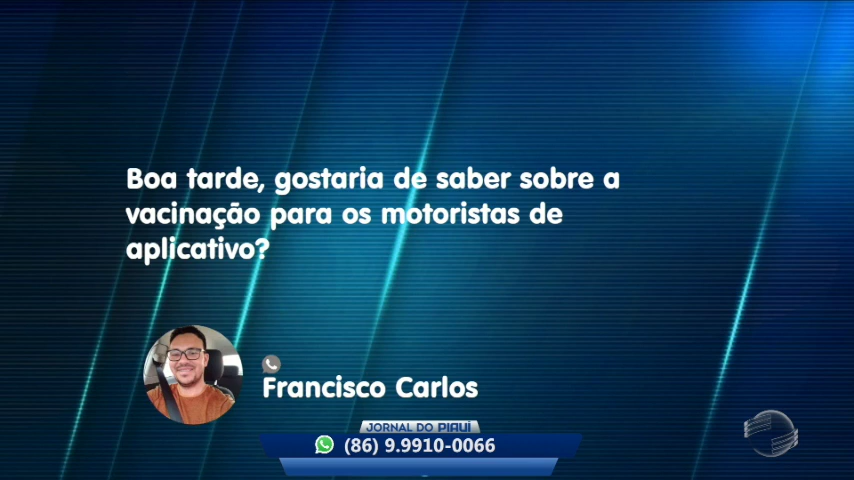 Boa tarde, gostaria de saber sobre a
vacinação para os motoristas de
aplicativo?
Francisco Carlos
JORNAL DO PIAUÍ
(86) 9.9910-0066